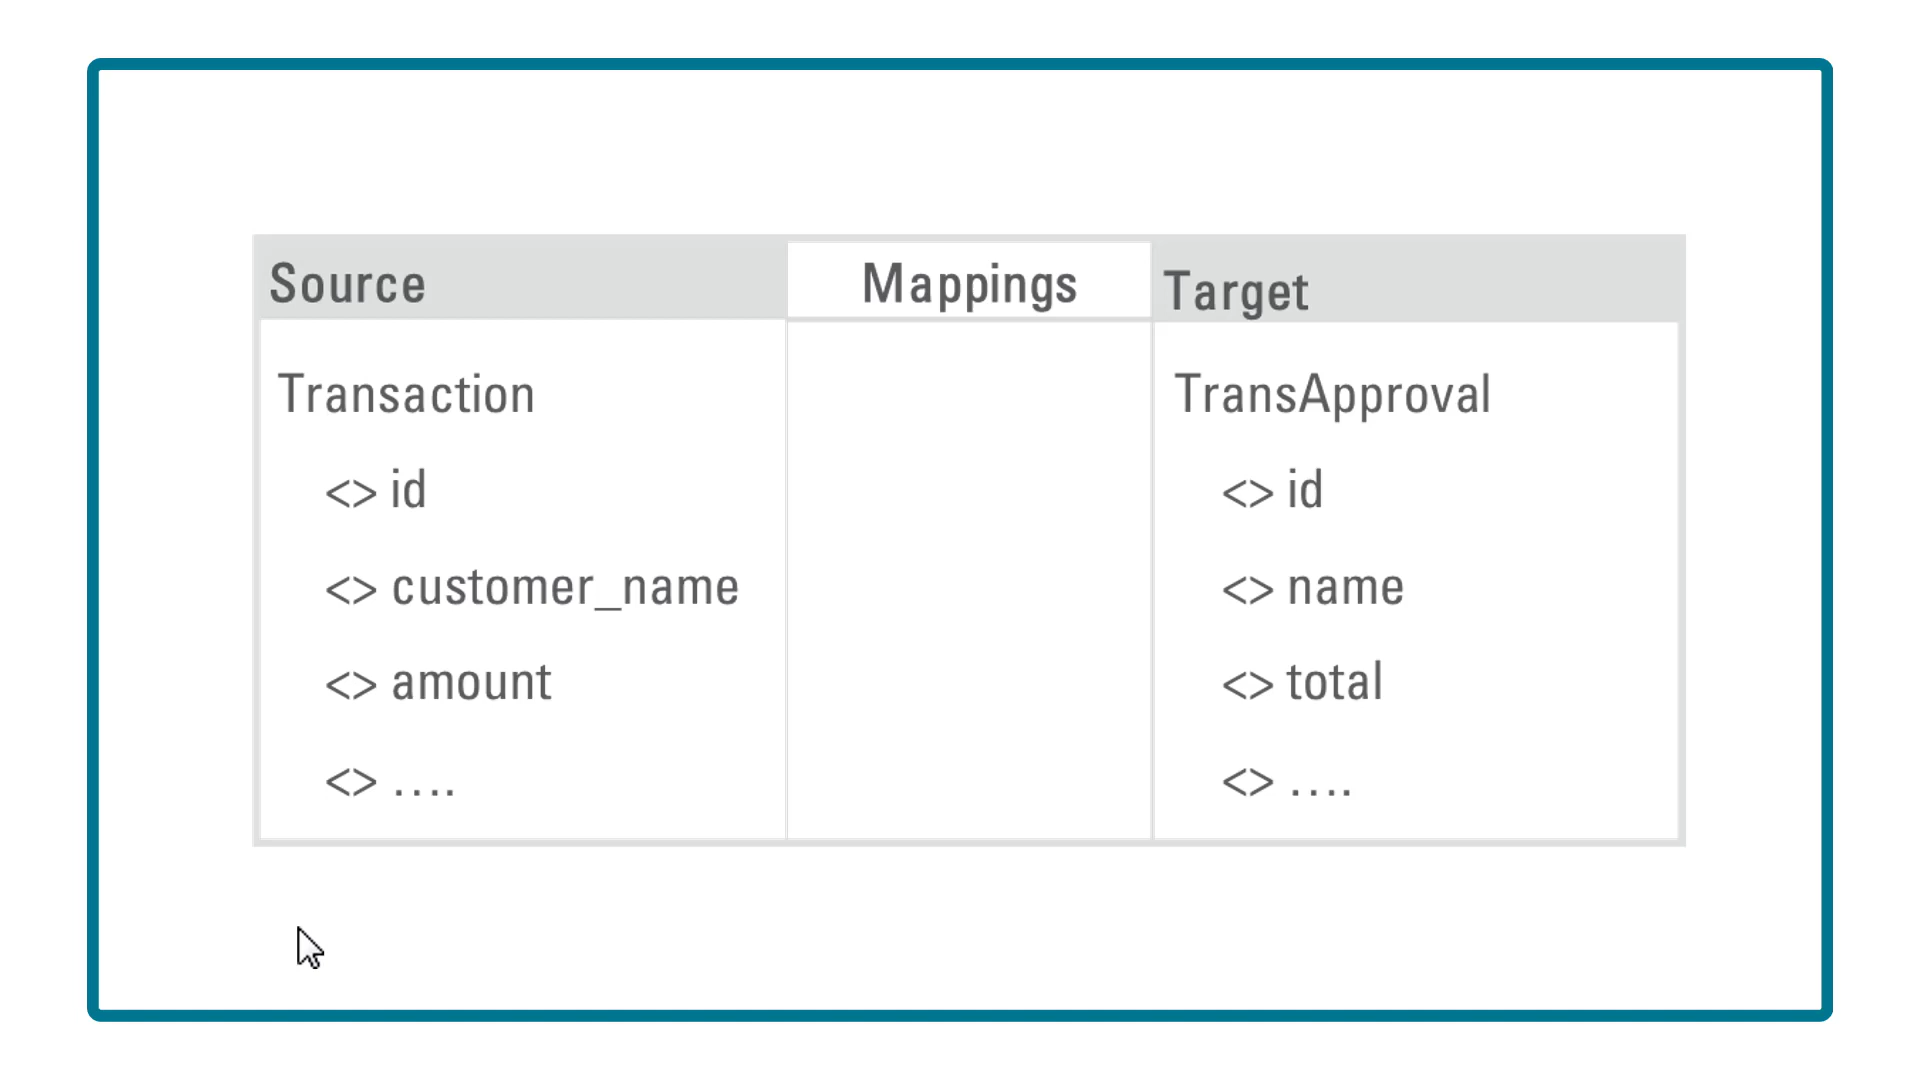 Source
Mappings
Target
Transaction
<> id
<> customer_name
<> amount
<> ....
TransApproval
<> id
<> name
<> total
<> ....